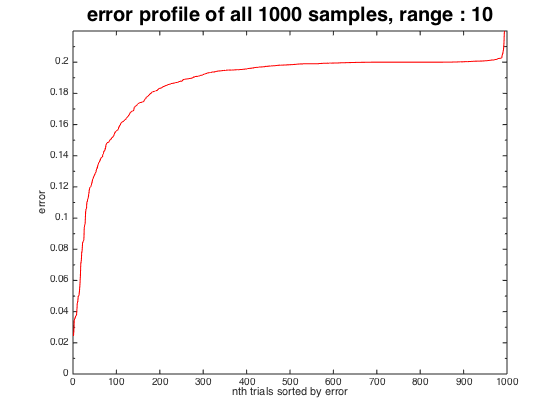 error profile of all 1000 samples, range : 10
0.2
0.18
0.16
0.14
0.12
0.1
0.08
0.06
0.04
0.02
0
error
0 100 200 300 400 500 600 700 800 900 1000
nth trials sorted by error